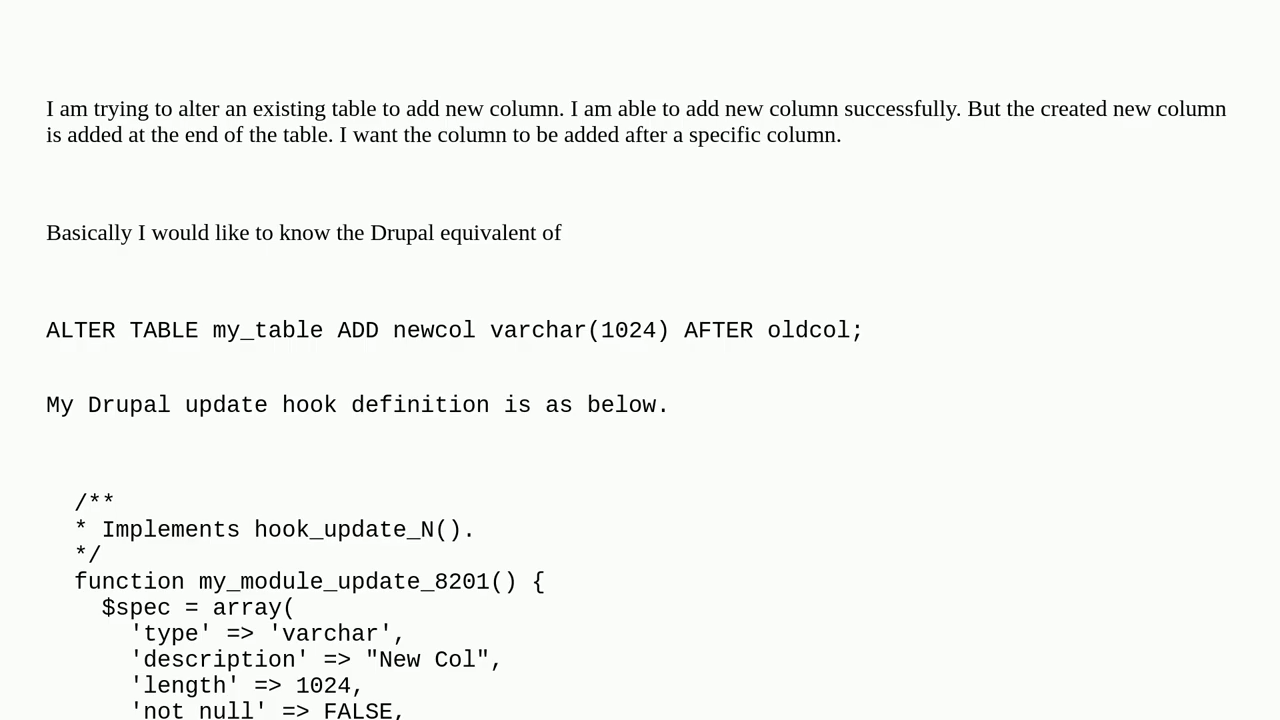 I am trying to alter an existing table to add new column. I am able to add new column successfully. But the created new column
is added at the end of the table. I want the column to be added after a specific column.
Basically I would like to know the Drupal equivalent of
ALTER TABLE my_table ADD newcol varchar(1024) AFTER oldcol;
My Drupal update hook definition is as below.
/**
* Implements hook_update_N().
*/
function my_module_update_8201() {
$spec = array(
'type' => 'varchar',
'description' => "New Col",
'length' => 1024,
'not null' => FALSE,